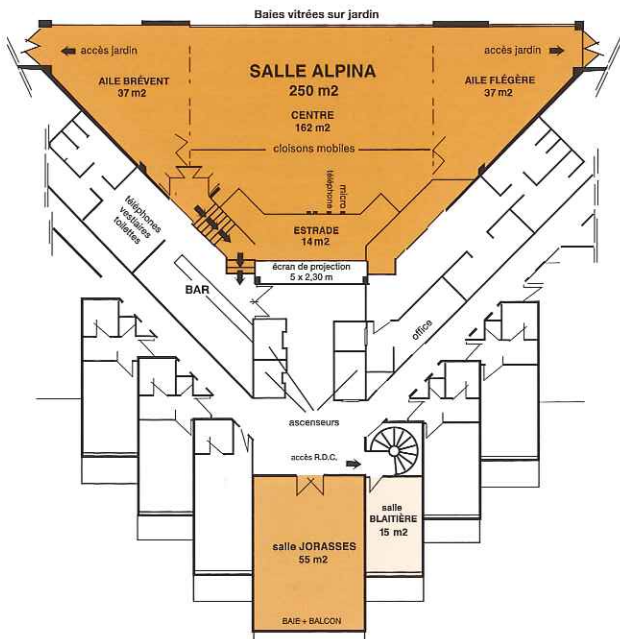 Baies vitrées sur jardin
accès jardin
accès jardin
AILE BRÉVENT
37 m2
SALLE ALPINA
250 m2
AILE FLÉGÈRE
37 m2
CENTRE
162 m2
cloisons mobiles
téléphone
micro
téléphones
vestiaires
toilettes
ESTRADE
14 m2
écran de projection
5 x 2,30 m
BAR
office
ascenseurs
accès R.D.C.
salle
BLAITIÈRE
15 m2
salle JORASSES
55 m2
BAIE + BALCON